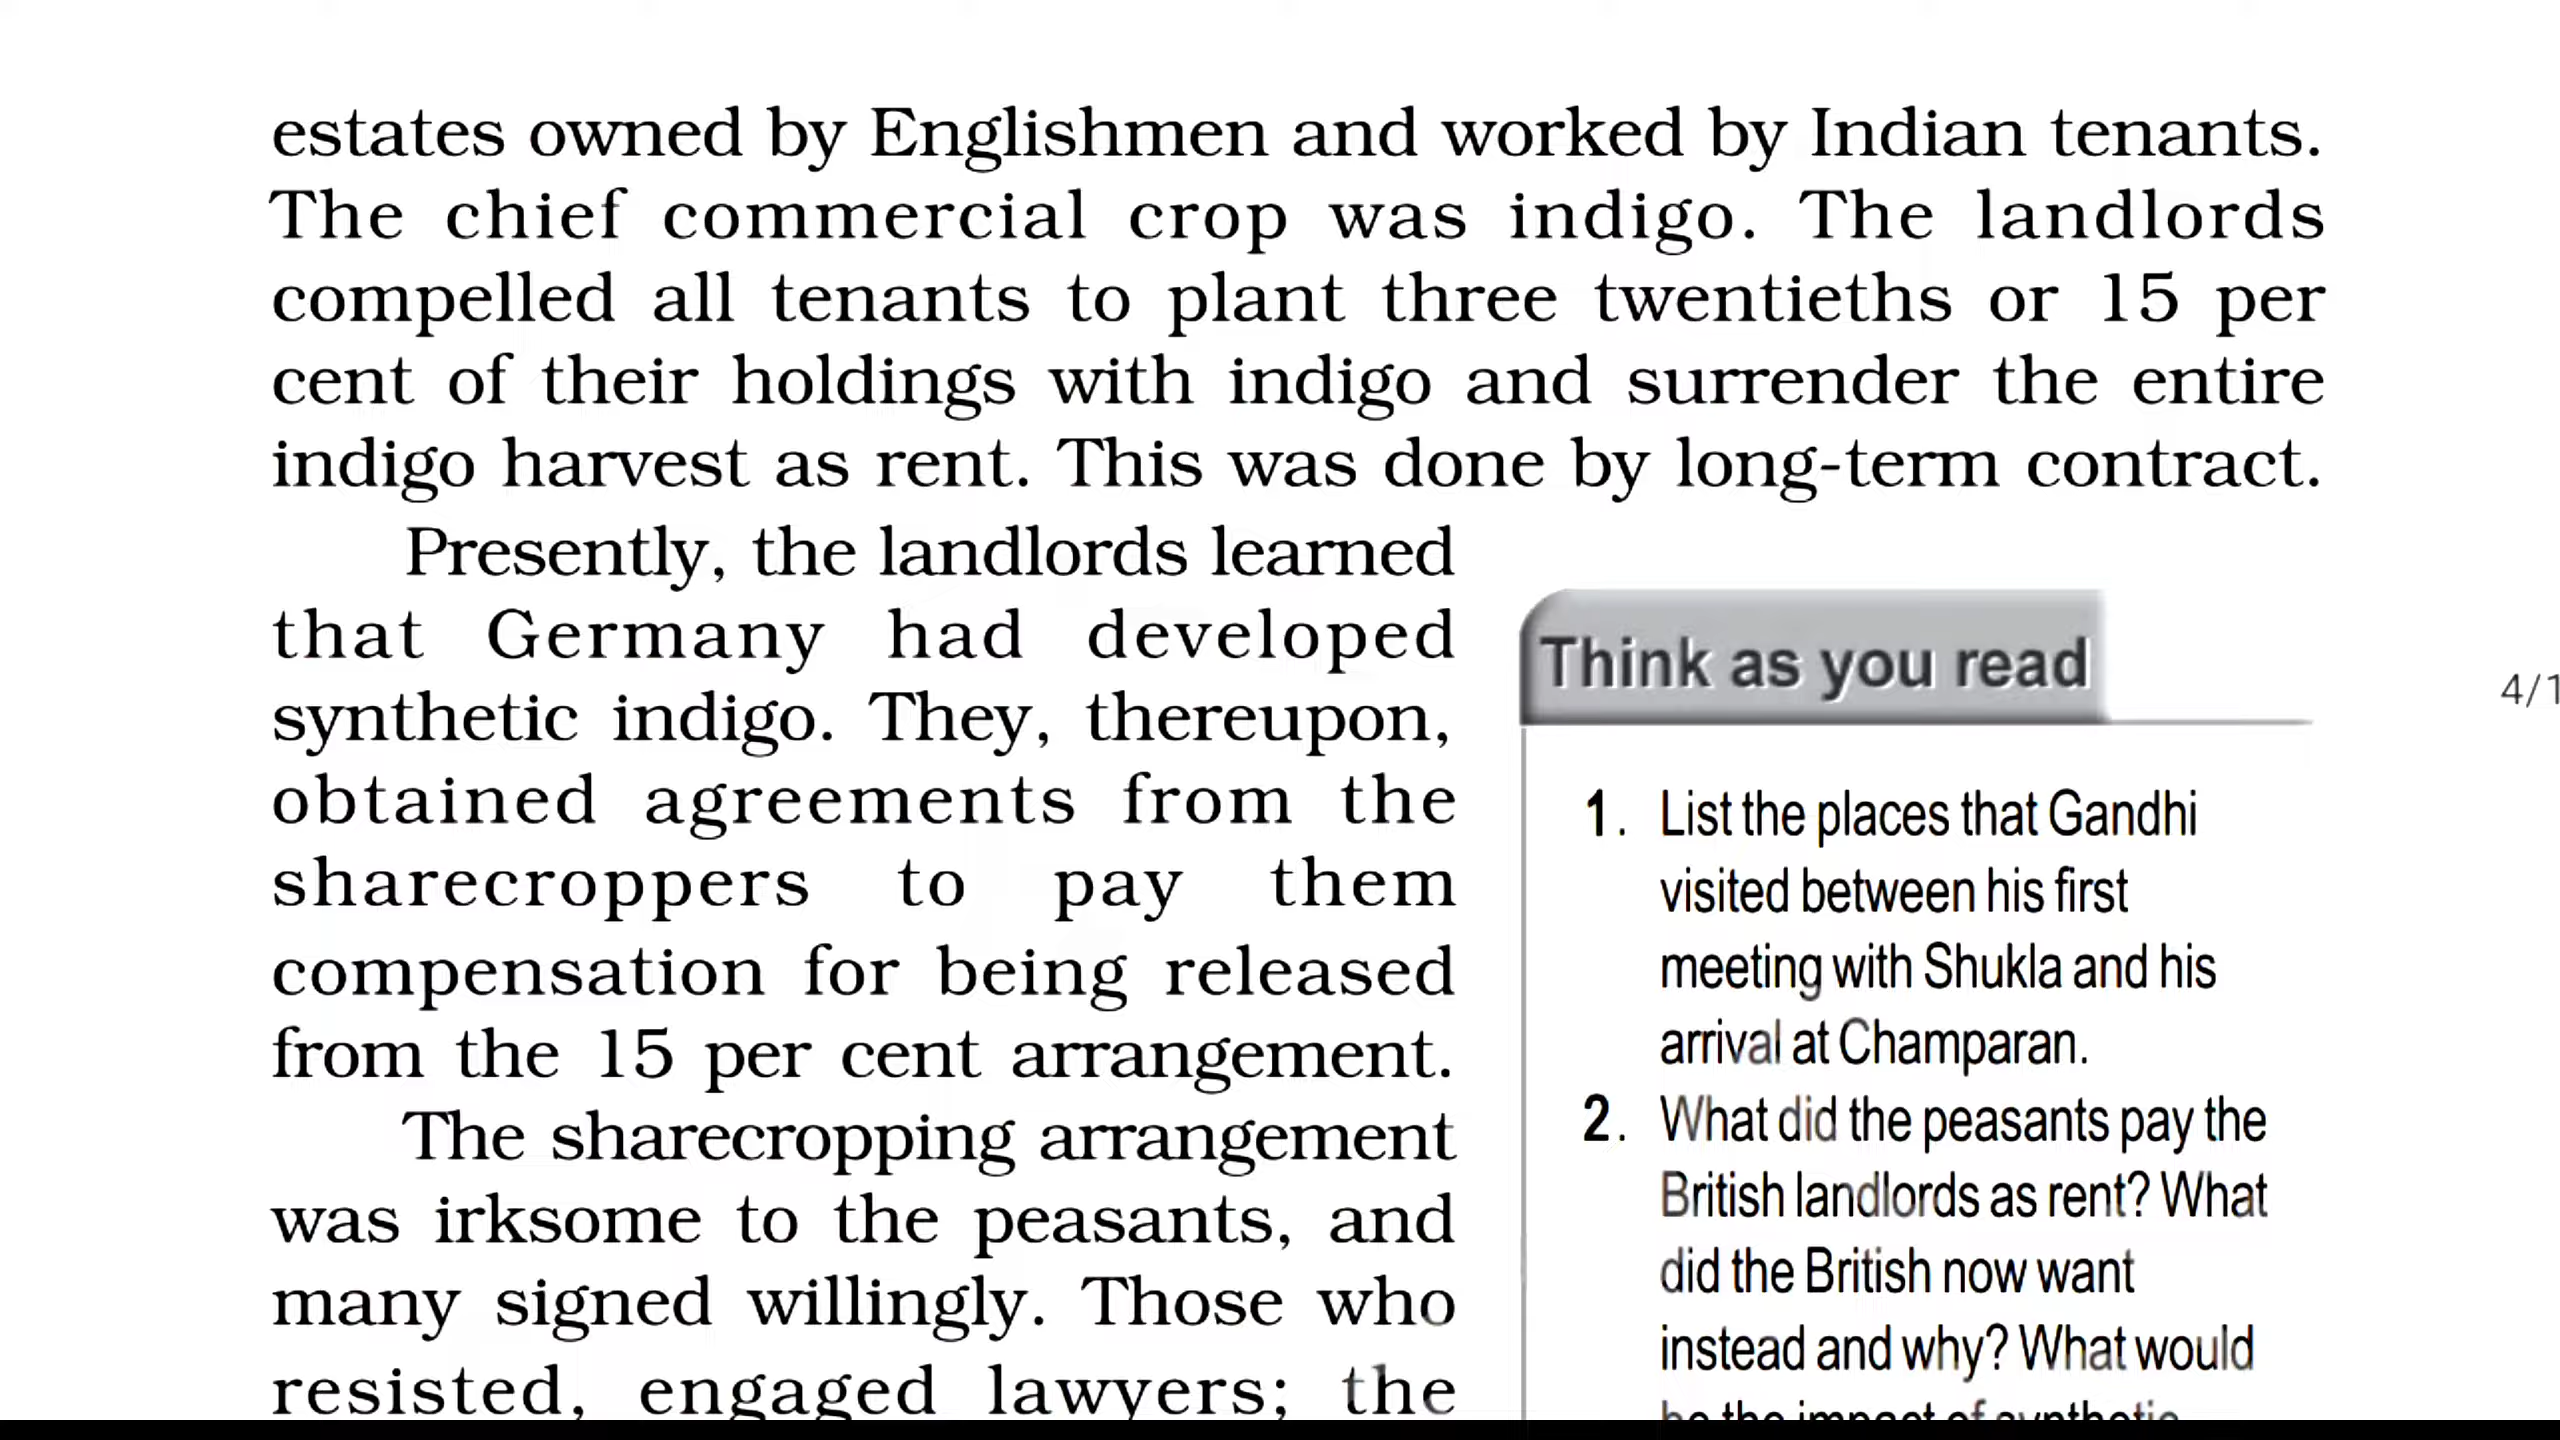 estates owned by Englishmen and worked by Indian tenants.
The chief commercial crop was indigo. The landlords
compelled all tenants to plant three twentieths or 15 per
cent of their holdings with indigo and surrender the entire
indigo harvest as rent. This was done by long-term contract.
Presently, the landlords learned
that Germany had developed
synthetic indigo. They, thereupon,
obtained agreements from the
sharecroppers to pay them
compensation for being released
from the 15 per cent arrangement.
The sharecropping arrangement
was irksome to the peasants, and
many signed willingly. Those who
resisted, engaged lawyers; the
Think as you read
1. List the places that Gandhi
visited between his first
meeting with Shukla and his
arrival at Champaran.
2. What did the peasants pay the
British landlords as rent? What
did the British now want
instead and why? What would
be the impact of synthetic
4/1